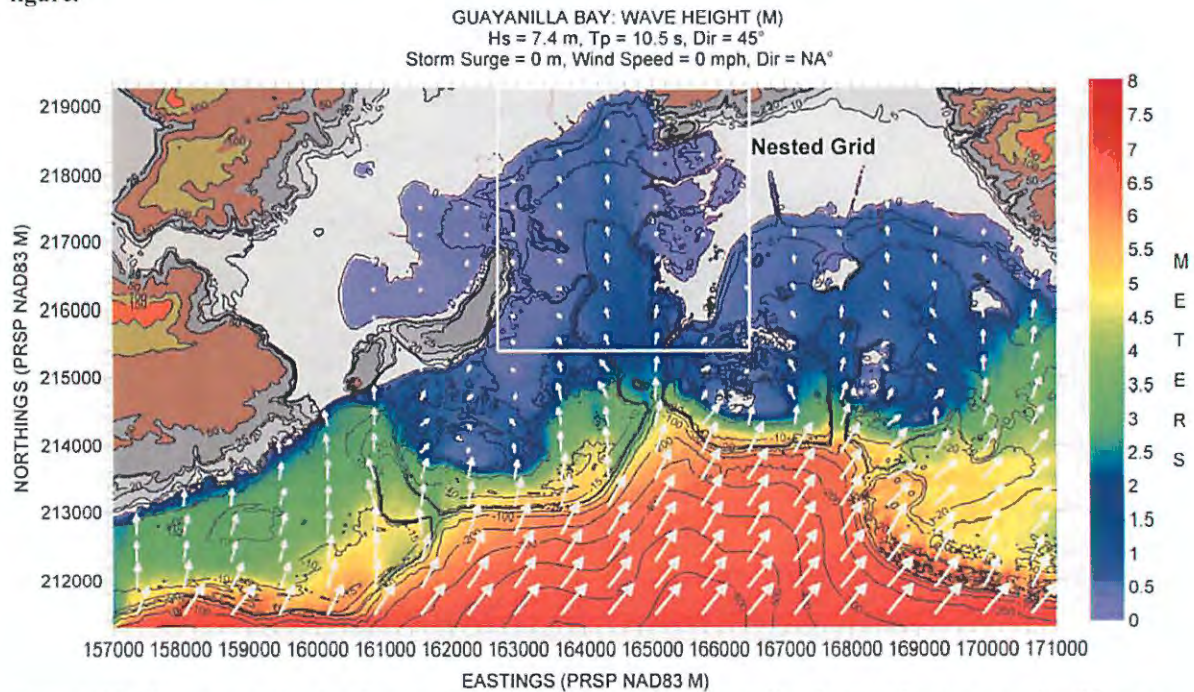 figure.
GUAYANILLA BAY: WAVE HEIGHT (M)
Hs = 7.4 m, Tp = 10.5 s, Dir = 45°
Storm Surge = 0 m, Wind Speed = 0 mph, Dir = NA°
Nested Grid
219000
218000
217000
216000
215000
214000
213000
212000
NORTHINGS (PRSP NAD83 M)
157000 158000 159000 160000 161000 162000 163000 164000 165000 166000 167000 168000 169000 170000 171000
EASTINGS (PRSP NAD83 M)
8
7.5
7
6.5
6
5.5
5
4.5
4
3.5
3
2.5
2
1.5
1
0.5
0
METERS